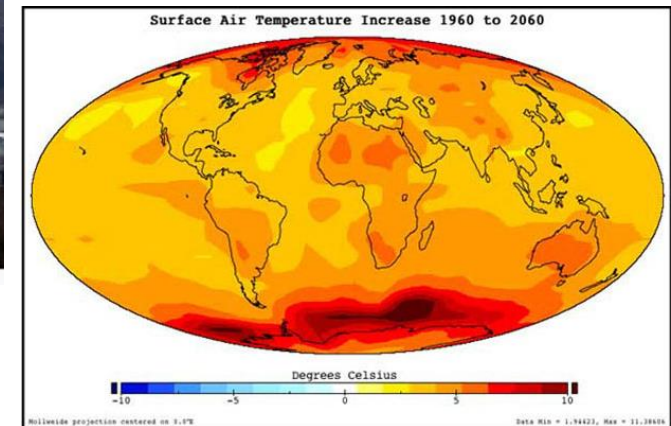 Surface Air Temperature Increase 1960 to 2060
Degrees Celsius
-10 -5 0 5 10
Mollweide projection centered on 0.0°E
Data Min = 1.94423, Max = 11.38686